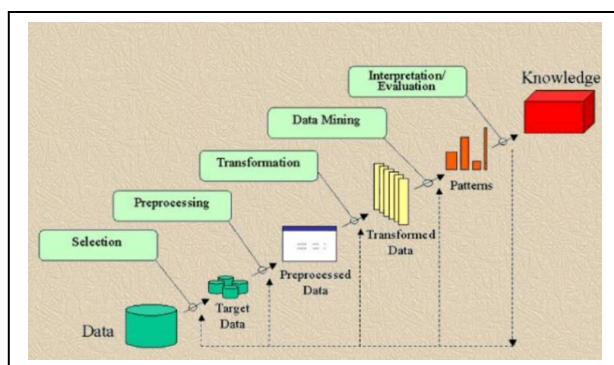 Interpretation/
Evaluation
Knowledge
Data Mining
Transformation
Patterns
Preprocessing
Transformed
Data
Selection
Preprocessed
Data
Target
Data
Data